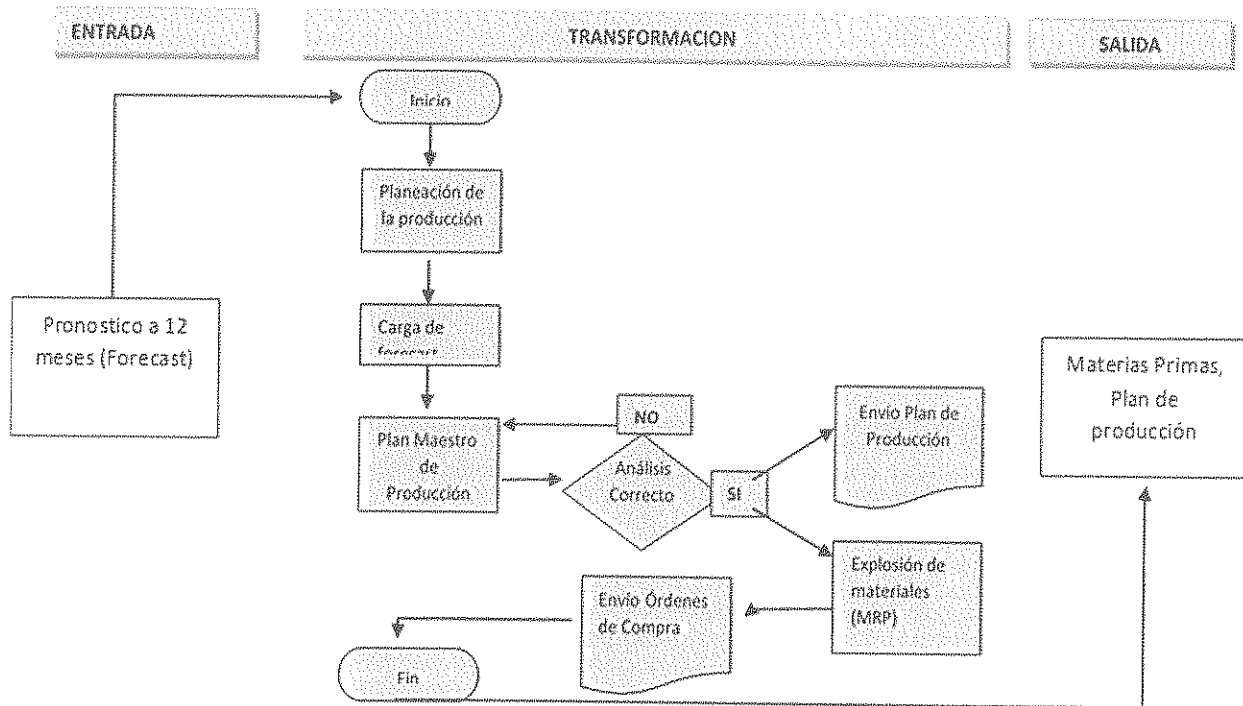 ENTRADA
TRANSFORMACION
SALIDA
Inicio
Planeación de
la producción
Pronostico a 12
meses (Forecast)
Carga de
Materias Primas,
Plan de
producción
NO
Envio Plan de
Producción
Plan Maestro
de
Producción
Análisis
Correcto
SI
Explosión de
materiales
(MRP)
Envío Órdenes
de Compra
Fin